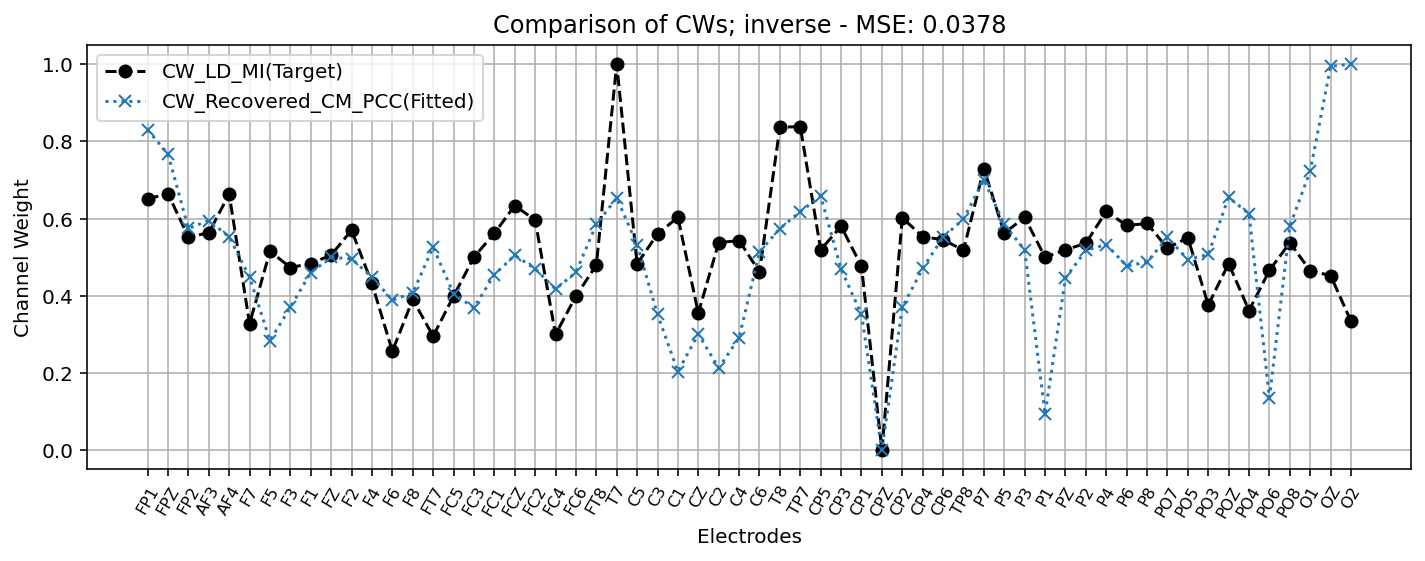 Comparison of CWs; inverse - MSE: 0.0378
CW_LD_MI(Target)
CW_Recovered_CM_PCC(Fitted)
Channel Weight
1.0
0.8
0.6
0.4
0.2
0.0
FP1 FPZ FP2 AF3 AF4 F7 F5 F3 F1 FZ F2 F4 F6 F8 FT7 FC5 FC3 FC1 FCZ FC2 FC4 FC6 FT8 T7 C5 C3 C1 CZ C2 C4 C6 T8 TP7 CP5 CP3 CP1 CPZ CP2 CP4 CP6 TP8 P7 P5 P3 P1 PZ P2 P4 P6 P8 PO7 PO5 PO3 POZ PO4 PO6 PO8 O1 OZ O2
Electrodes